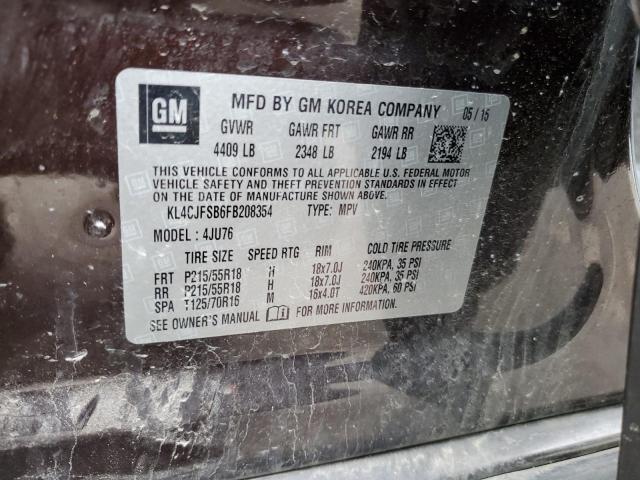 GM MFD BY GM KOREA COMPANY 05/15
GVWR GAWR FRT GAWR RR
4409 LB 2348 LB 2194 LB
THIS VEHICLE CONFORMS TO ALL APPLICABLE U.S. FEDERAL MOTOR
VEHICLE SAFETY AND THEFT PREVENTION STANDARDS IN EFFECT
ON THE DATE OF MANUFACTURE SHOWN ABOVE.
KL4CJFSB6FB208354 TYPE: MPV
MODEL: 4JU76
TIRE SIZE SPEED RTG RIM COLD TIRE PRESSURE
FRT P215/55R18 H 18x7.0J 240KPA, 35 PSI
RR P215/55R18 H 18x7.0J 240KPA, 35 PSI
SPA T125/70R16 M 16x4.0T 420KPA, 60 PSI
SEE OWNER'S MANUAL FOR MORE INFORMATION